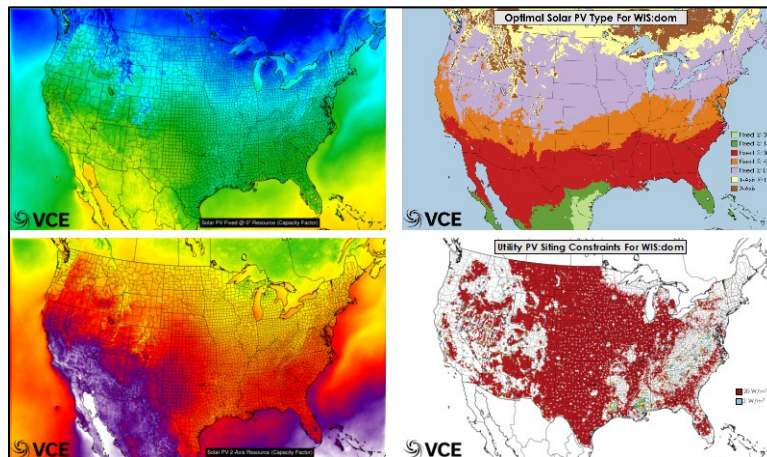 Optimal Solar PV Type For WIS:dom
Fixed @
Fixed @
Fixed @
Fixed @
Fixed @
1-Axis
2-Axis
VCE
Solar PV Fixed @ 0° Resource (Capacity Factor)
VCE
Utility PV Siting Constraints For WIS:dom
W/m²
W/m²
VCE
Solar PV 2-Axis Resource (Capacity Factor)
VCE